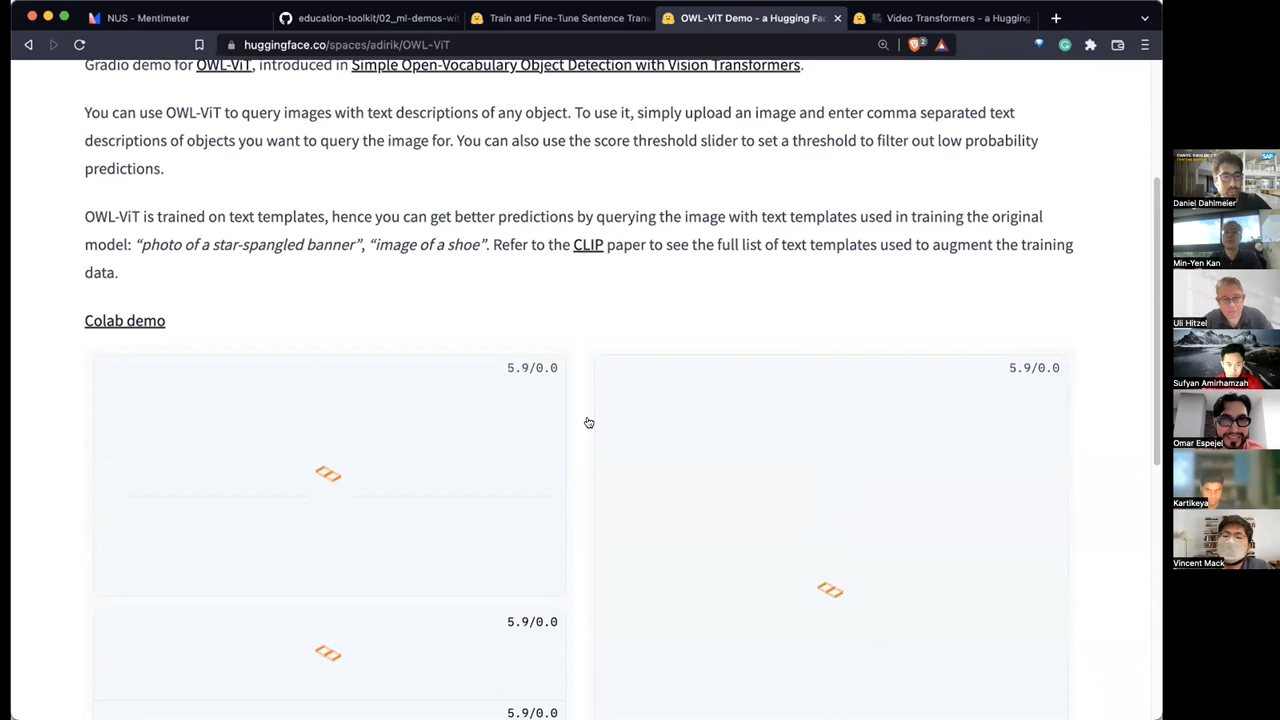 NUS - Mentimeter
education-toolkit/02_ml-demos-wit
Train and Fine-Tune Sentence Trans
OWL-ViT Demo - a Hugging Fac
Video Transformers - a Hugging
huggingface.co/spaces/adirik/OWL-ViT
2
Gradio demo for OWL-ViT, introduced in Simple Open-Vocabulary Object Detection with Vision Transformers.
You can use OWL-ViT to query images with text descriptions of any object. To use it, simply upload an image and enter comma separated text
descriptions of objects you want to query the image for. You can also use the score threshold slider to set a threshold to filter out low probability
predictions.
OWL-ViT is trained on text templates, hence you can get better predictions by querying the image with text templates used in training the original
model: “photo of a star-spangled banner”, “image of a shoe”. Refer to the CLIP paper to see the full list of text templates used to augment the training
data.
Colab demo
5.9/0.0
5.9/0.0
5.9/0.0
5.9/0.0
SAP
Daniel Dahlmeier
Min-Yen Kan
Uli Hitzel
Sufyan Amirhamzah
Omar Espejel
Kartikeya
Vincent Mack